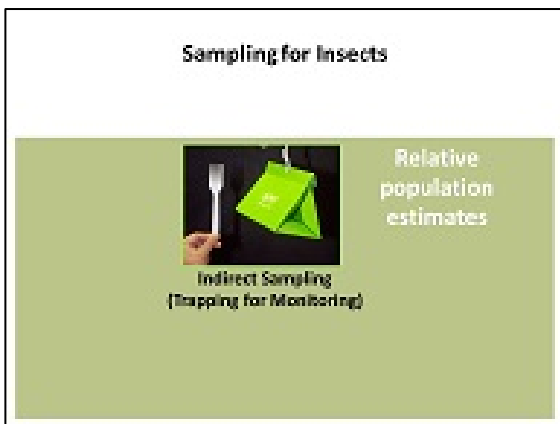 Sampling for Insects
Relative
population
estimates
Indirect Sampling
(Trapping for Monitoring)